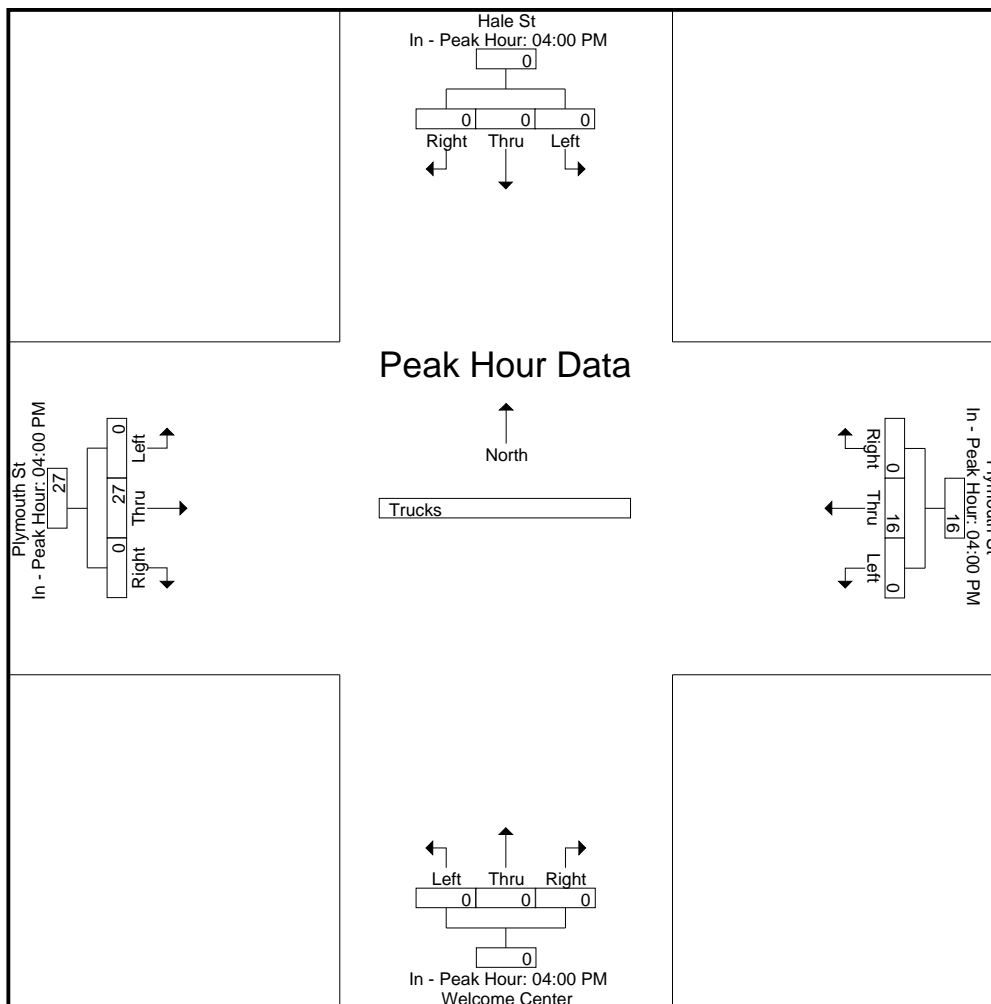 Hale St
In - Peak Hour: 04:00 PM
0
0 0 0
Right Thru Left
Peak Hour Data
North
Trucks
Plymouth St
In - Peak Hour: 04:00 PM
27
0 27 0
Left Thru Right
Right Thru Left
0 16 0
16
In - Peak Hour: 04:00 PM
Plymouth St
Left Thru Right
0 0 0
0
In - Peak Hour: 04:00 PM
Welcome Center